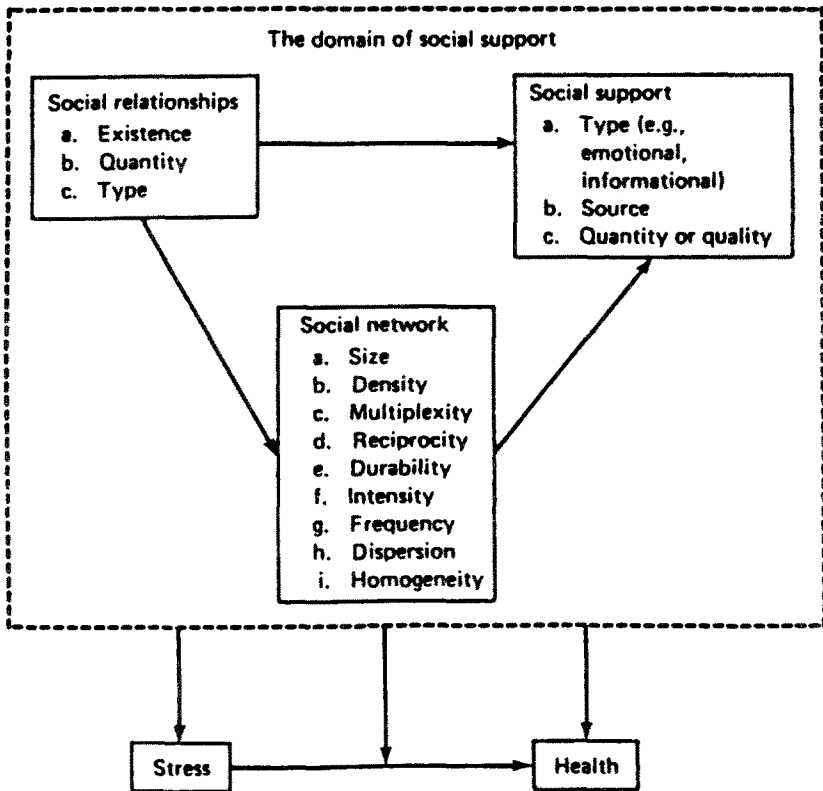 The domain of social support
Social relationships
a. Existence
b. Quantity
c. Type
Social support
a. Type (e.g.,
emotional,
informational)
b. Source
c. Quantity or quality
Social network
a. Size
b. Density
c. Multiplexity
d. Reciprocity
e. Durability
f. Intensity
g. Frequency
h. Dispersion
i. Homogeneity
Stress
Health